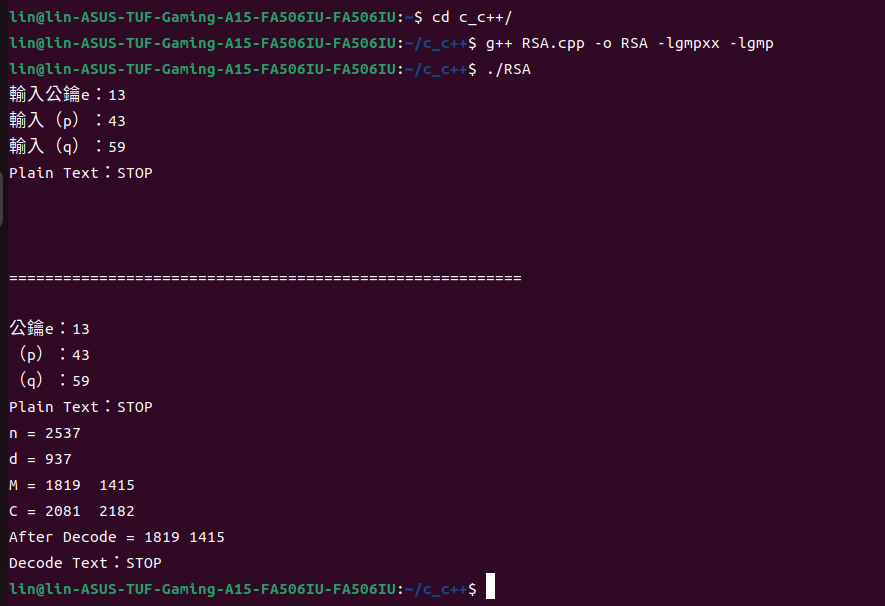 lin@lin-ASUS-TUF-Gaming-A15-FA506IU-FA506IU:~$ cd c_c++/
lin@lin-ASUS-TUF-Gaming-A15-FA506IU-FA506IU:~/c_c++$ g++ RSA.cpp -o RSA -lgmpxx -lgmp
lin@lin-ASUS-TUF-Gaming-A15-FA506IU-FA506IU:~/c_c++$ ./RSA
輸入公鑰e：13
輸入（p）：43
輸入（q）：59
Plain Text：STOP
=========================================================
公鑰e：13
（p）：43
（q）：59
Plain Text：STOP
n = 2537
d = 937
M = 1819  1415
C = 2081  2182
After Decode = 1819 1415
Decode Text：STOP
lin@lin-ASUS-TUF-Gaming-A15-FA506IU-FA506IU:~/c_c++$